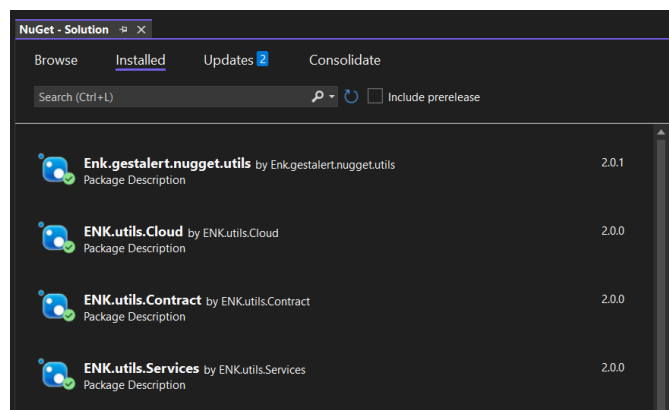 NuGet - Solution
Browse Installed Updates 2 Consolidate
Search (Ctrl+L) Include prerelease
Enk.gestalert.nugget.utils by Enk.gestalert.nugget.utils 2.0.1
Package Description
ENK.utils.Cloud by ENK.utils.Cloud 2.0.0
Package Description
ENK.utils.Contract by ENK.utils.Contract 2.0.0
Package Description
ENK.utils.Services by ENK.utils.Services 2.0.0
Package Description